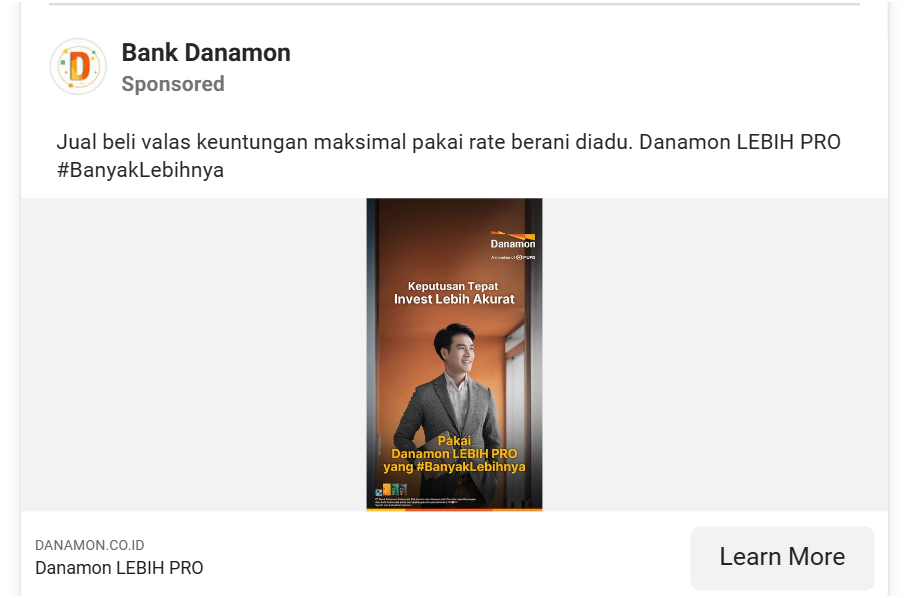 Bank Danamon
Sponsored
Jual beli valas keuntungan maksimal pakai rate berani diadu. Danamon LEBIH PRO
#BanyakLebihnya
Danamon
A member of MUFG
Keputusan Tepat
Invest Lebih Akurat
Pakai
Danamon LEBIH PRO
yang #BanyakLebihnya
DANAMON.CO.ID
Danamon LEBIH PRO
Learn More